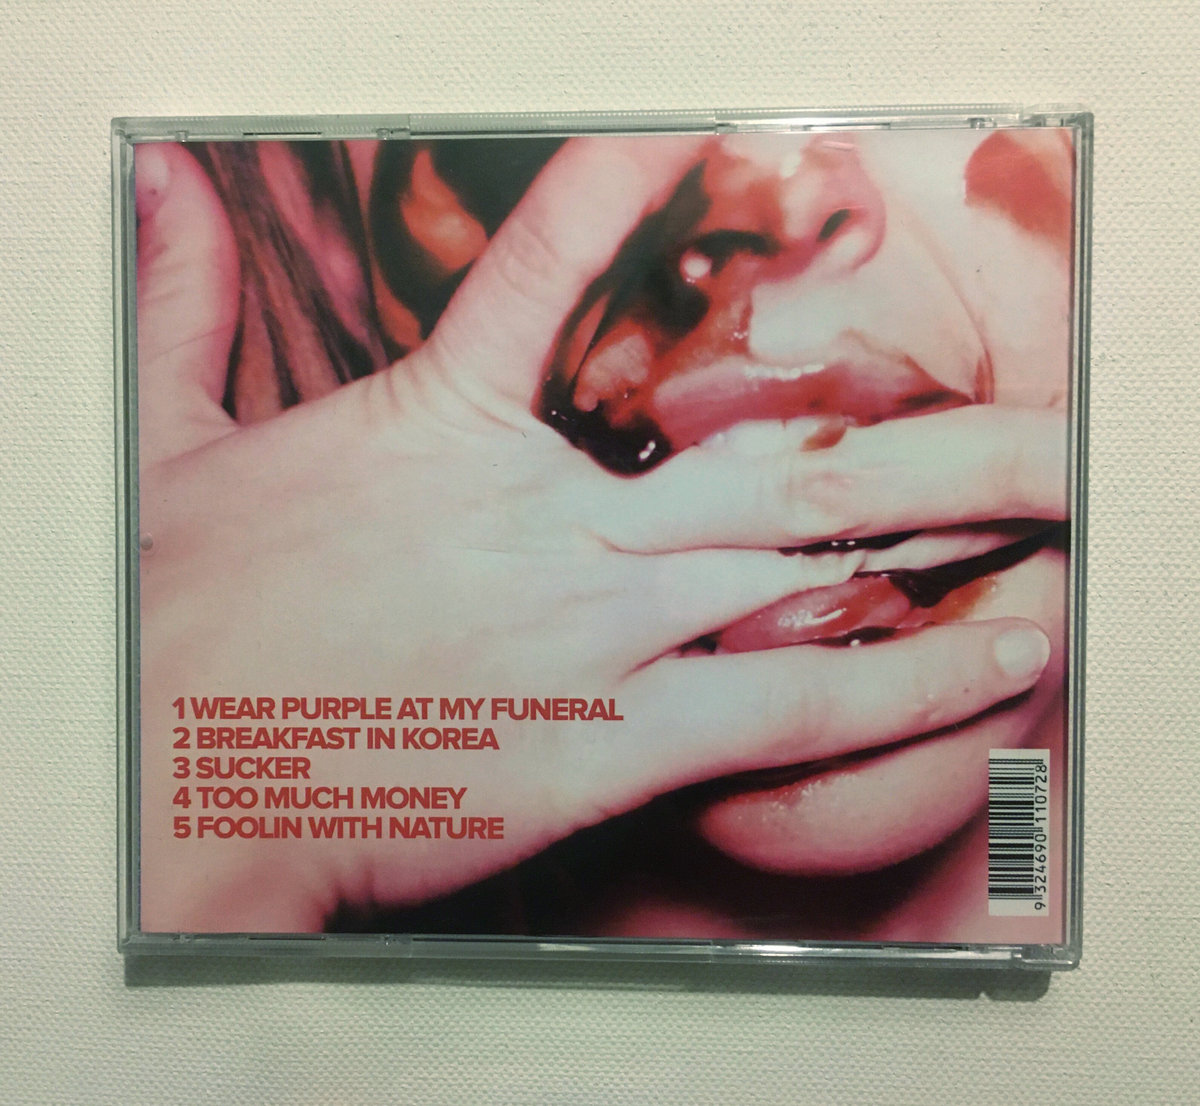 1 WEAR PURPLE AT MY FUNERAL
2 BREAKFAST IN KOREA
3 SUCKER
4 TOO MUCH MONEY
5 FOOLIN WITH NATURE
9 324690 110728